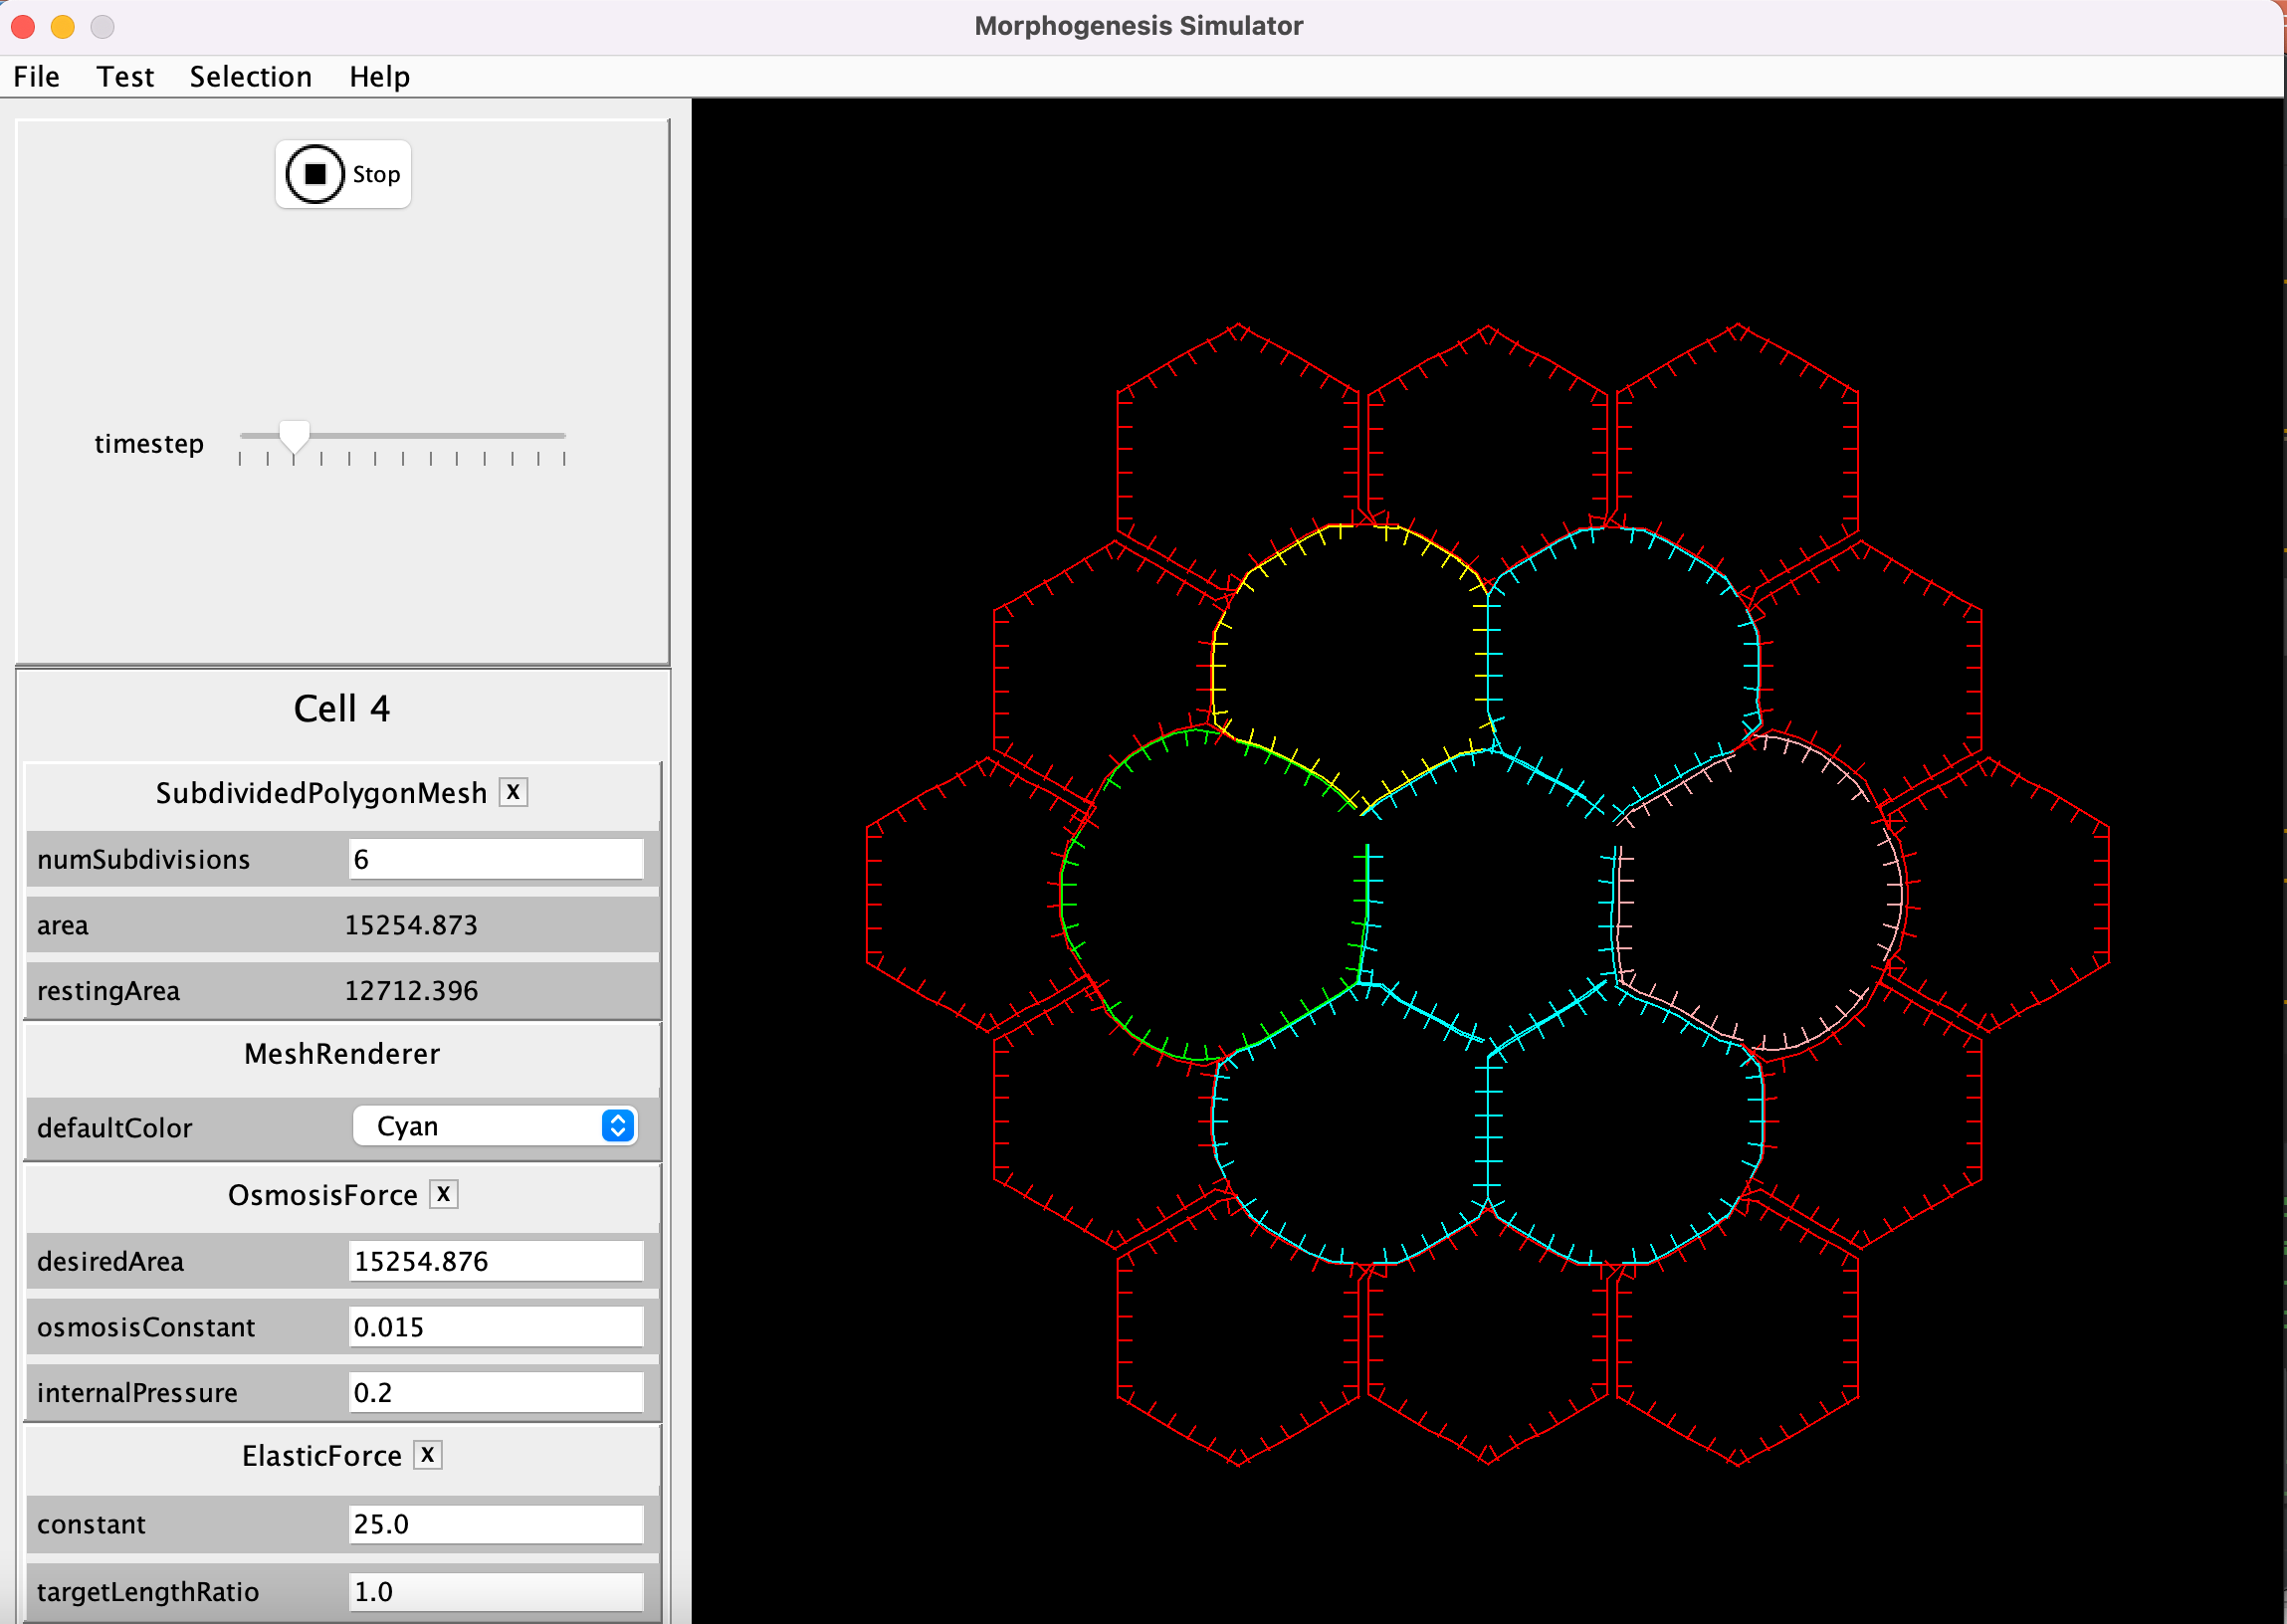 Morphogenesis Simulator
File Test Selection Help
Stop
timestep
Cell 4
SubdividedPolygonMesh X
numSubdivisions 6
area 15254.873
restingArea 12712.396
MeshRenderer
defaultColor Cyan
OsmosisForce X
desiredArea 15254.876
osmosisConstant 0.015
internalPressure 0.2
ElasticForce X
constant 25.0
targetLengthRatio 1.0